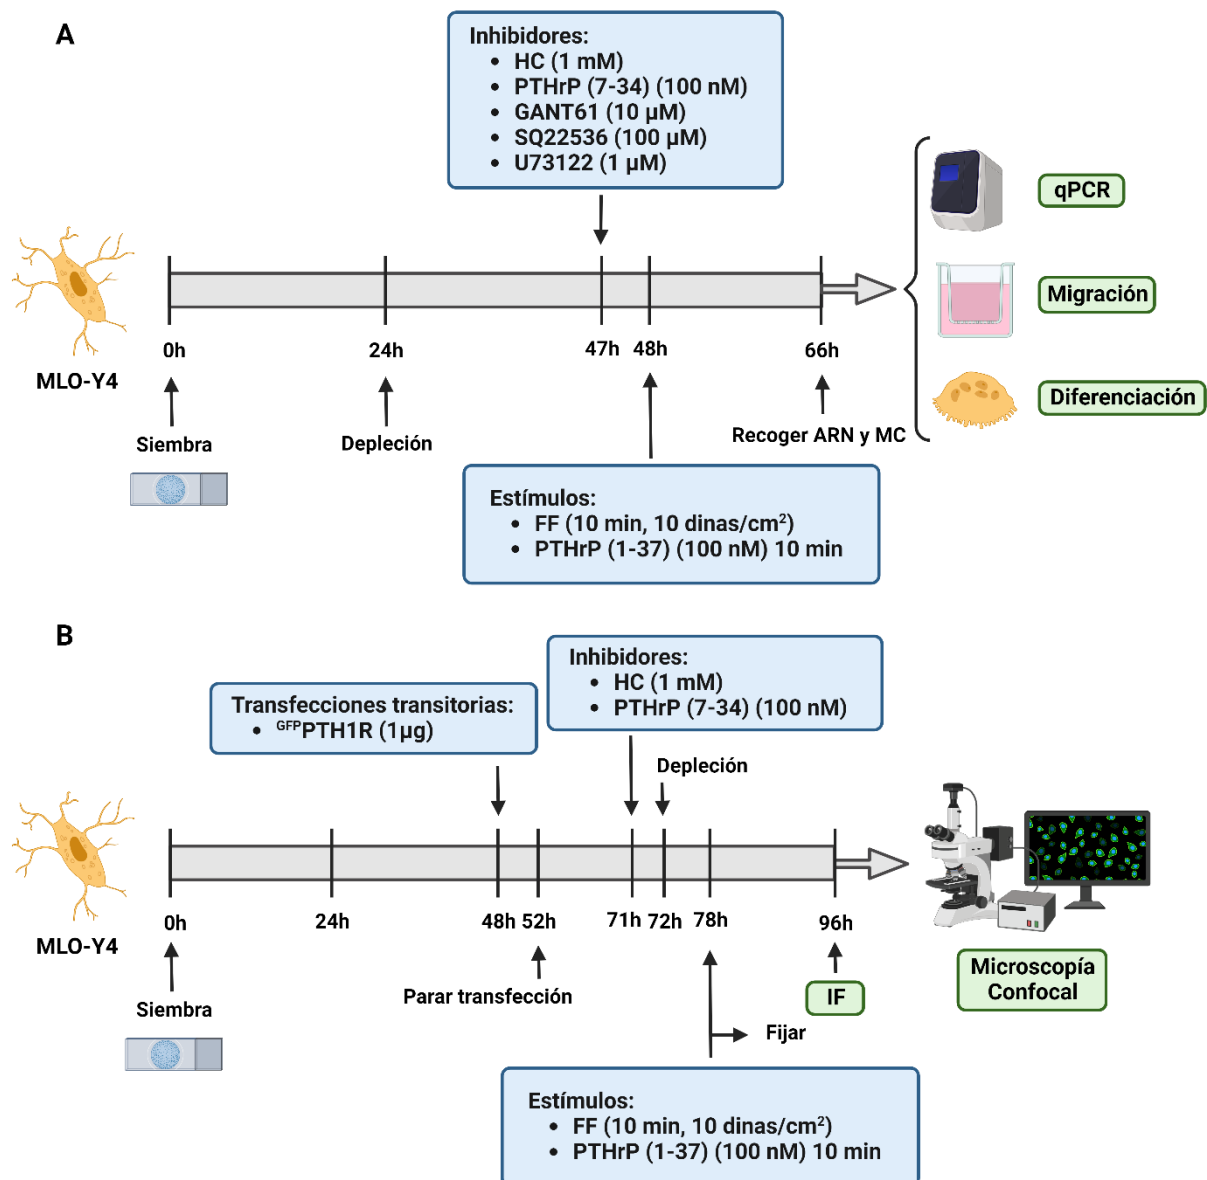 A
Inhibidores:
• HC (1 mM)
• PTHrP (7-34) (100 nM)
• GANT61 (10 µM)
• SQ22536 (100 µM)
• U73122 (1 µM)
qPCR
Migración
Diferenciación
MLO-Y4
0h
24h
47h
48h
66h
Siembra
Depleción
Recoger ARN y MC
Estímulos:
• FF (10 min, 10 dinas/cm²)
• PTHrP (1-37) (100 nM) 10 min
B
Transfecciones transitorias:
• ᴳᶠᴾPTH1R (1µg)
Inhibidores:
• HC (1 mM)
• PTHrP (7-34) (100 nM)
Depleción
MLO-Y4
0h
24h
48h
52h
71h
72h
78h
96h
Siembra
Parar transfección
Fijar
IF
Microscopía
Confocal
Estímulos:
• FF (10 min, 10 dinas/cm²)
• PTHrP (1-37) (100 nM) 10 min